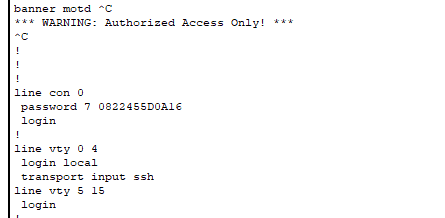 banner motd ^C
*** WARNING: Authorized Access Only! ***
^C
!
!
!
line con 0
 password 7 0822455D0A16
 login
!
line vty 0 4
 login local
 transport input ssh
line vty 5 15
 login
!